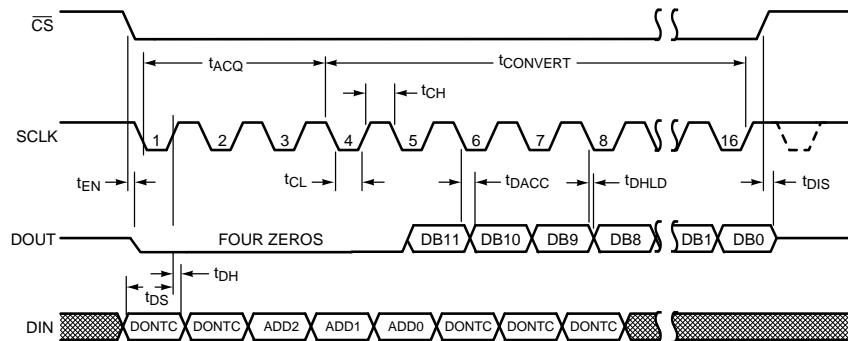 CS
tACQ
tCONVERT
tCH
SCLK
1 2 3 4 5 6 7 8 16
tEN
tCL
tDACC
tDHLD
tDIS
DOUT
FOUR ZEROS
DB11 DB10 DB9 DB8 DB1 DB0
tDH
tDS
DIN
DONTC DONTC ADD2 ADD1 ADD0 DONTC DONTC DONTC